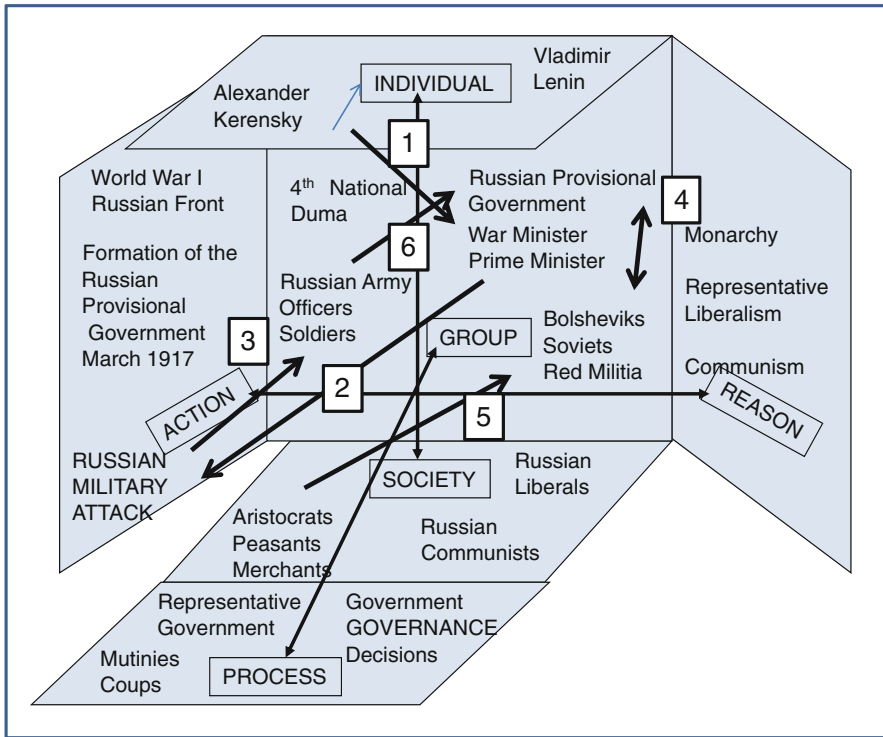 Vladimir
Lenin
INDIVIDUAL
Alexander
Kerensky
1
World War I
Russian Front
4th National
Duma
Russian Provisional
Government
4
6
War Minister
Prime Minister
Monarchy
Formation of the
Russian
Provisional
Government
March 1917
Russian Army
Officers
Soldiers
Representative
Liberalism
3
GROUP
Bolsheviks
Soviets
Red Militia
Communism
2
ACTION
5
REASON
RUSSIAN
MILITARY
ATTACK
SOCIETY
Russian
Liberals
Aristocrats
Peasants
Merchants
Russian
Communists
Representative
Government
Government
GOVERNANCE
Decisions
Mutinies
Coups
PROCESS